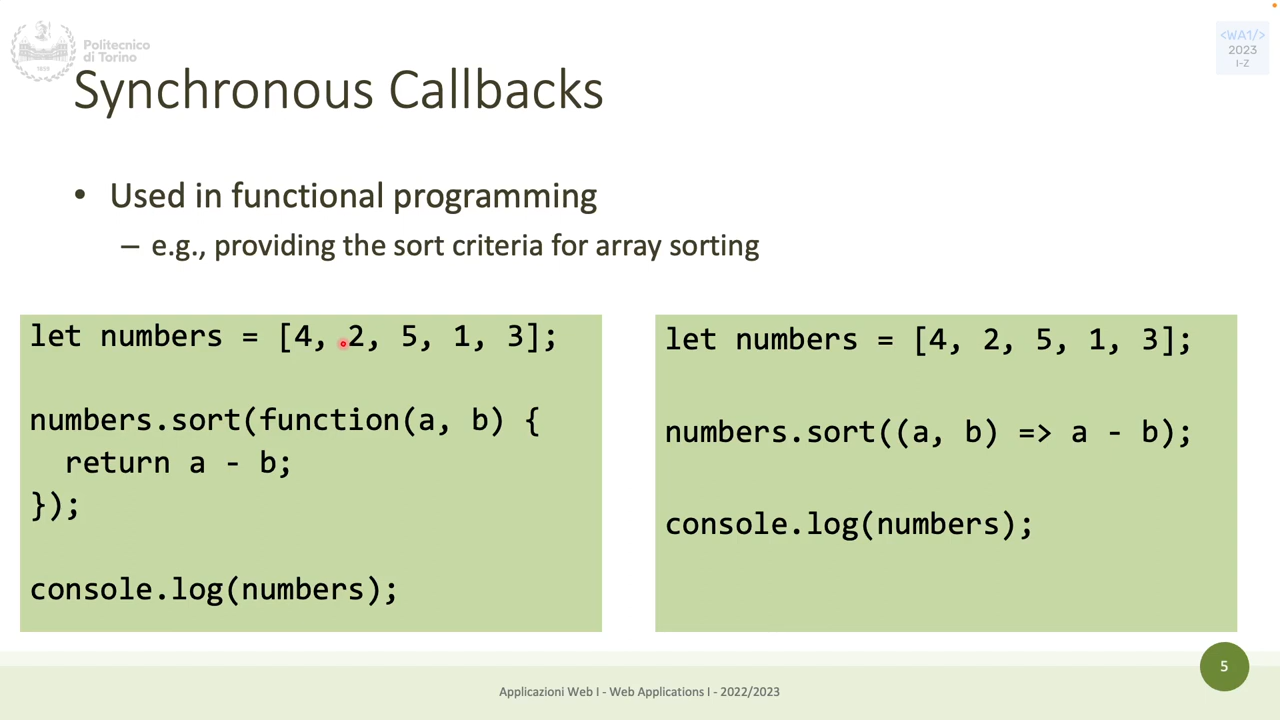 Politecnico
di Torino
1859
<WA1/>
2023
I-Z
Synchronous Callbacks
• Used in functional programming
– e.g., providing the sort criteria for array sorting
let numbers = [4, 2, 5, 1, 3];
numbers.sort(function(a, b) {
return a - b;
});
console.log(numbers);
let numbers = [4, 2, 5, 1, 3];
numbers.sort((a, b) => a - b);
console.log(numbers);
5
Applicazioni Web I - Web Applications I - 2022/2023